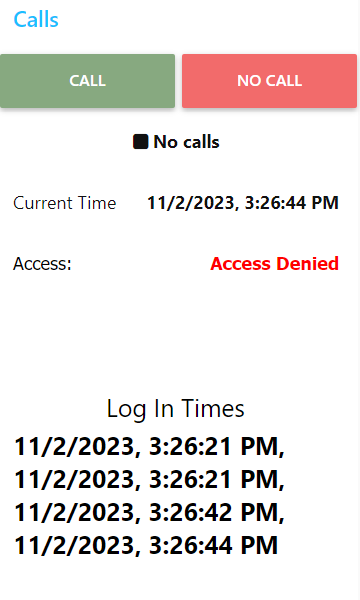 Calls
CALL NO CALL
No calls
Current Time 11/2/2023, 3:26:44 PM
Access: Access Denied
Log In Times
11/2/2023, 3:26:21 PM,
11/2/2023, 3:26:21 PM,
11/2/2023, 3:26:42 PM,
11/2/2023, 3:26:44 PM